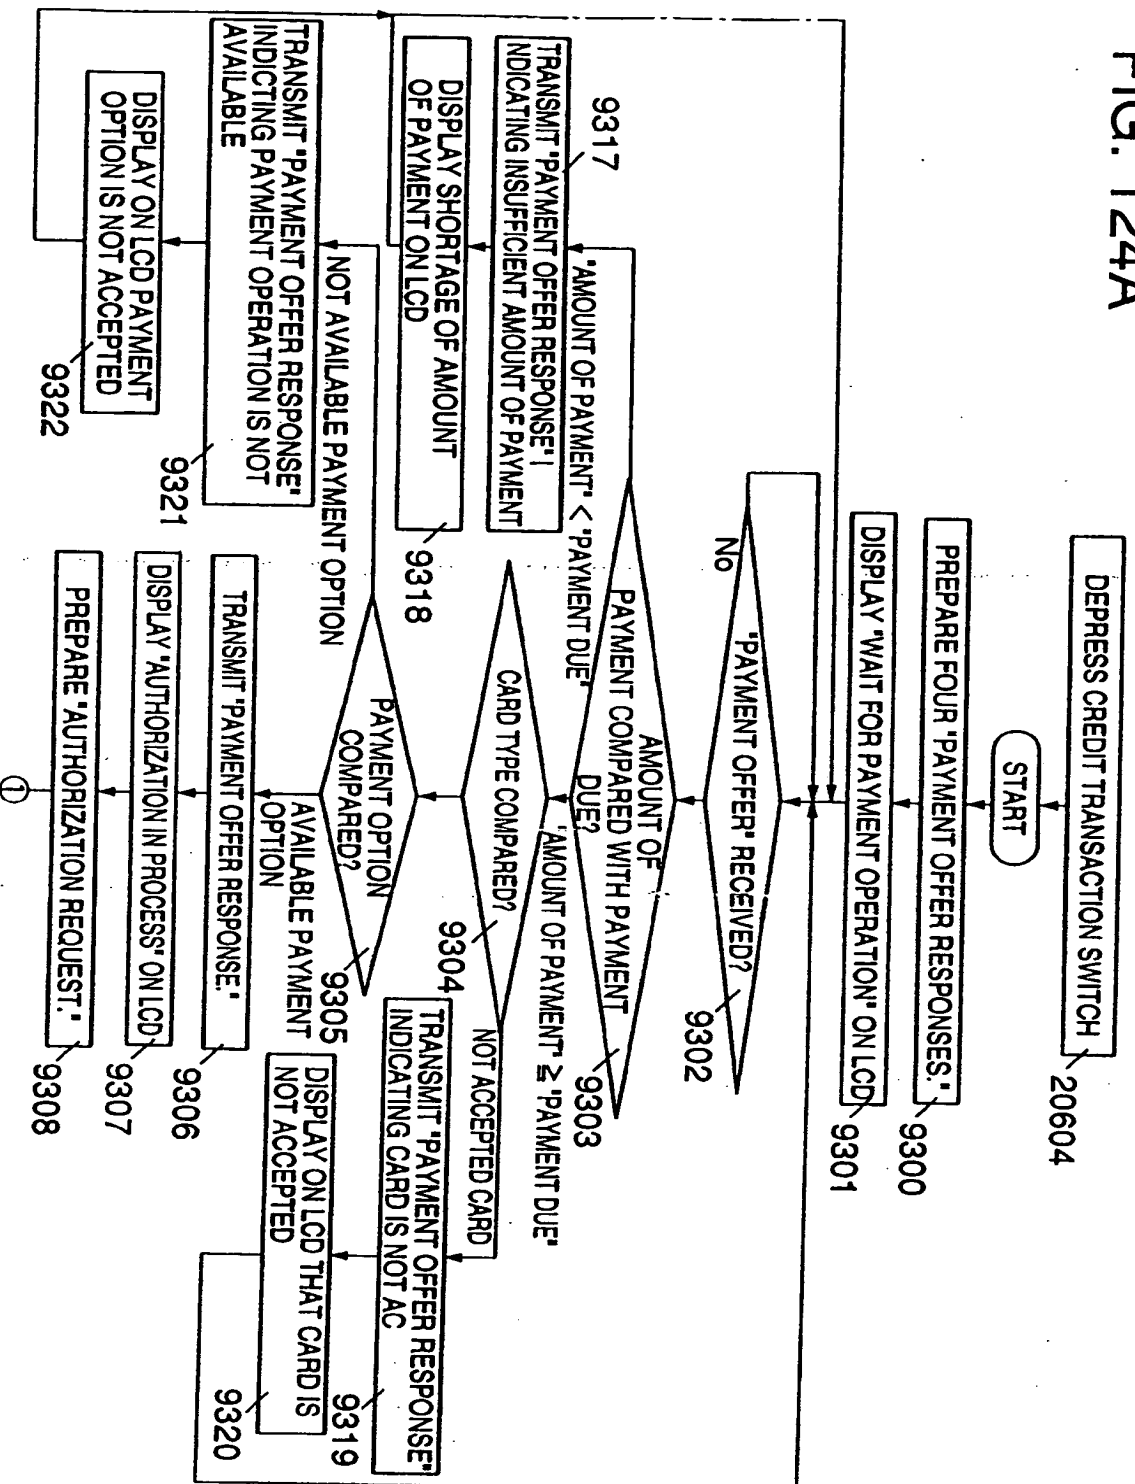 FIG. 124A
DEPRESS CREDIT TRANSACTION SWITCH
20604
START
PREPARE FOUR "PAYMENT OFFER RESPONSES."
9300
DISPLAY "WAIT FOR PAYMENT OPERATION" ON LCD
9301
"PAYMENT OFFER" RECEIVED?
9302
No
AMOUNT OF
PAYMENT COMPARED WITH PAYMENT
DUE?
9303
"AMOUNT OF PAYMENT" < "PAYMENT DUE"
"AMOUNT OF PAYMENT" ≧ "PAYMENT DUE"
9317
TRANSMIT "PAYMENT OFFER RESPONSE" I
NDICATING INSUFFICIENT AMOUNT OF PAYMENT
DISPLAY SHORTAGE OF AMOUNT
OF PAYMENT ON LCD
9318
CARD TYPE COMPARED?
9304
NOT ACCEPTED CARD
TRANSMIT "PAYMENT OFFER RESPONSE"
INDICATING CARD IS NOT AC
9319
DISPLAY ON LCD THAT CARD IS
NOT ACCEPTED
9320
PAYMENT OPTION
COMPARED?
9305
NOT AVAILABLE PAYMENT OPTION
AVAILABLE PAYMENT
OPTION
TRANSMIT "PAYMENT OFFER RESPONSE"
INDICTING PAYMENT OPERATION IS NOT
AVAILABLE
9321
DISPLAY ON LCD PAYMENT
OPTION IS NOT ACCEPTED
9322
TRANSMIT "PAYMENT OFFER RESPONSE."
9306
DISPLAY "AUTHORIZATION IN PROCESS" ON LCD
9307
PREPARE "AUTHORIZATION REQUEST."
9308
1